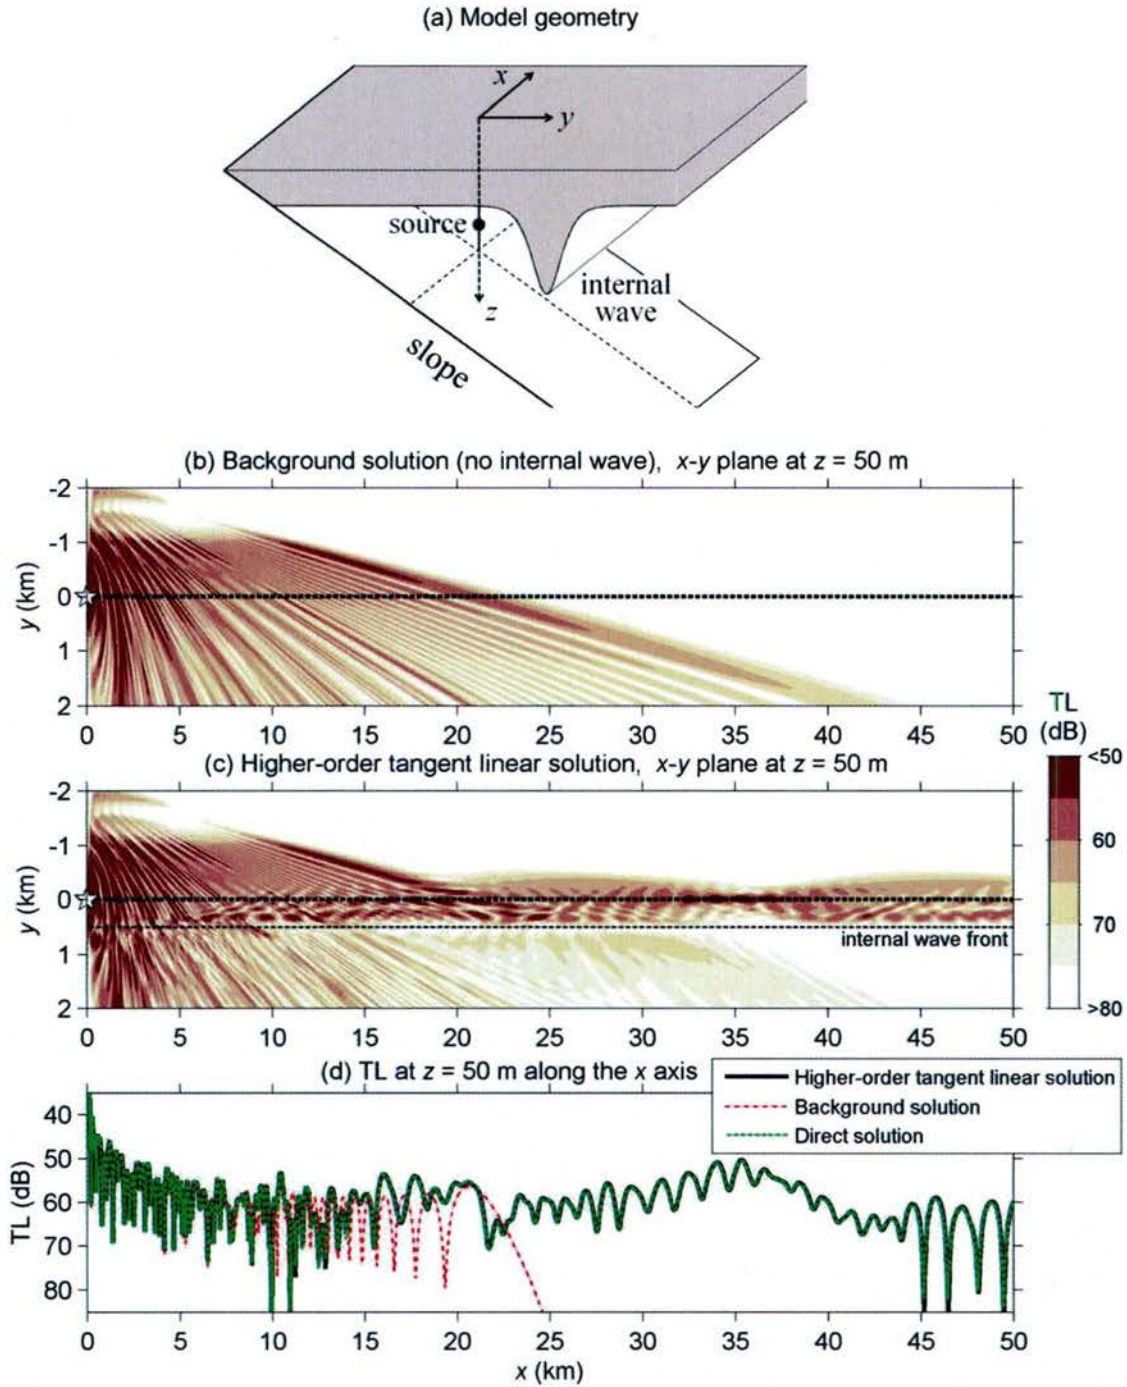 (a) Model geometry
x
y
source
z
internal
wave
slope
(b) Background solution (no internal wave), x-y plane at z = 50 m
-2
-1
0
1
2
y (km)
0 5 10 15 20 25 30 35 40 45 50
(c) Higher-order tangent linear solution, x-y plane at z = 50 m
-2
-1
0
1
2
y (km)
internal wave front
0 5 10 15 20 25 30 35 40 45 50
TL
(dB)
<50
60
70
>80
(d) TL at z = 50 m along the x axis
Higher-order tangent linear solution
Background solution
Direct solution
40
50
60
70
80
TL (dB)
0 5 10 15 20 25 30 35 40 45 50
x (km)